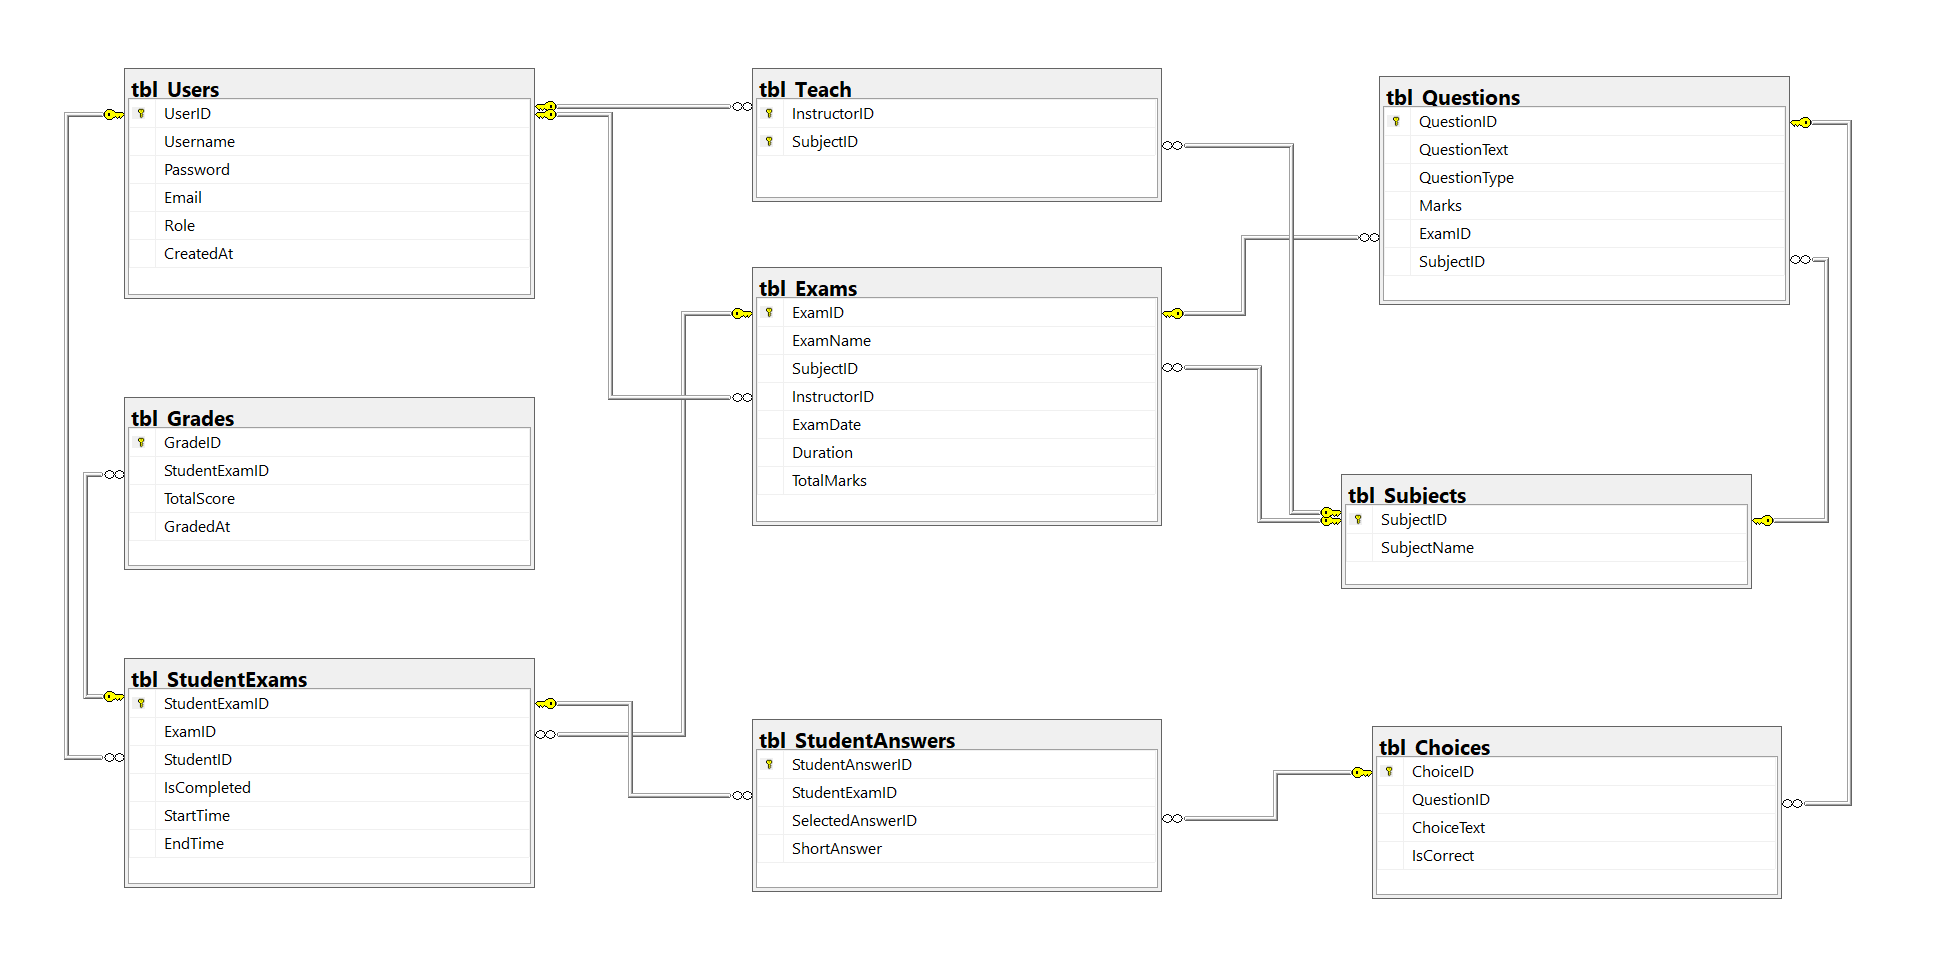 tbl_Users
UserID
Username
Password
Email
Role
CreatedAt
tbl_Teach
InstructorID
SubjectID
tbl_Questions
QuestionID
QuestionText
QuestionType
Marks
ExamID
SubjectID
tbl_Exams
ExamID
ExamName
SubjectID
InstructorID
ExamDate
Duration
TotalMarks
tbl_Grades
GradeID
StudentExamID
TotalScore
GradedAt
tbl_Subjects
SubjectID
SubjectName
tbl_StudentExams
StudentExamID
ExamID
StudentID
IsCompleted
StartTime
EndTime
tbl_StudentAnswers
StudentAnswerID
StudentExamID
SelectedAnswerID
ShortAnswer
tbl_Choices
ChoiceID
QuestionID
ChoiceText
IsCorrect